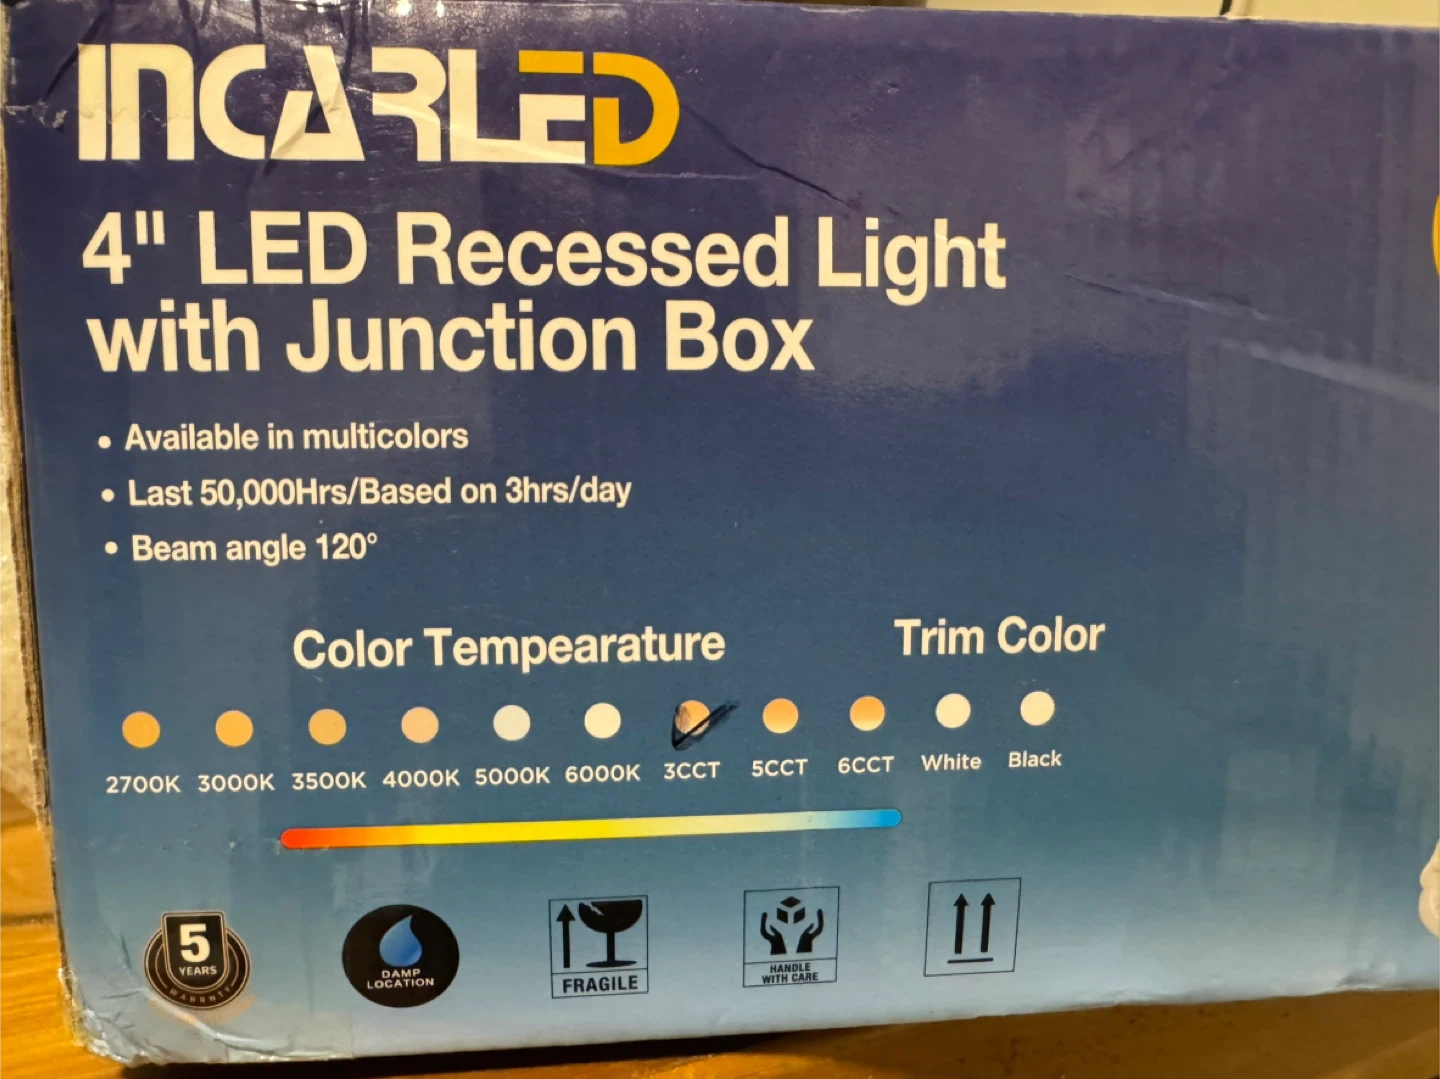 INCARLED
4" LED Recessed Light
with Junction Box
• Available in multicolors
• Last 50,000Hrs/Based on 3hrs/day
• Beam angle 120°
Color Tempearature
Trim Color
2700K 3000K 3500K 4000K 5000K 6000K 3CCT 5CCT 6CCT White Black
5
YEARS
WARRNTY
DAMP
LOCATION
FRAGILE
HANDLE
WITH CARE